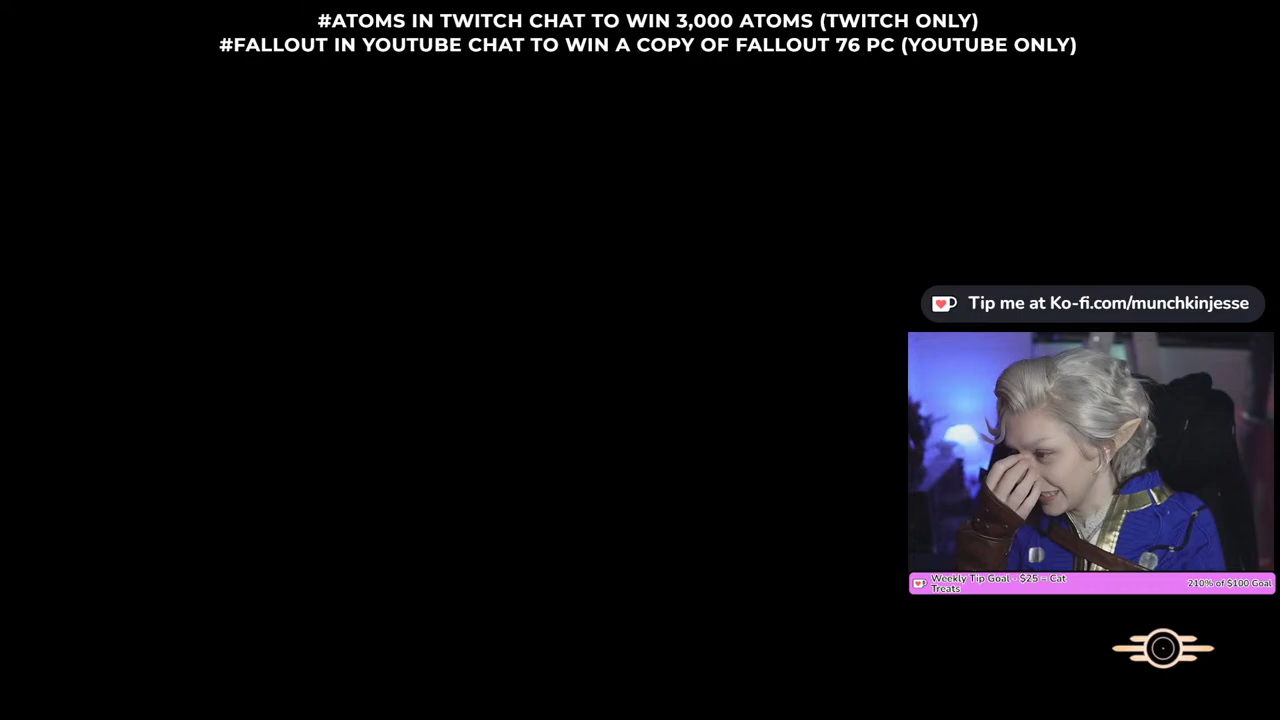 #ATOMS IN TWITCH CHAT TO WIN 3,000 ATOMS (TWITCH ONLY)
#FALLOUT IN YOUTUBE CHAT TO WIN A COPY OF FALLOUT 76 PC (YOUTUBE ONLY)
Tip me at Ko-fi.com/munchkinjesse
Weekly Tip Goal - $25 = Cat
Treats
210% of $100 Goal